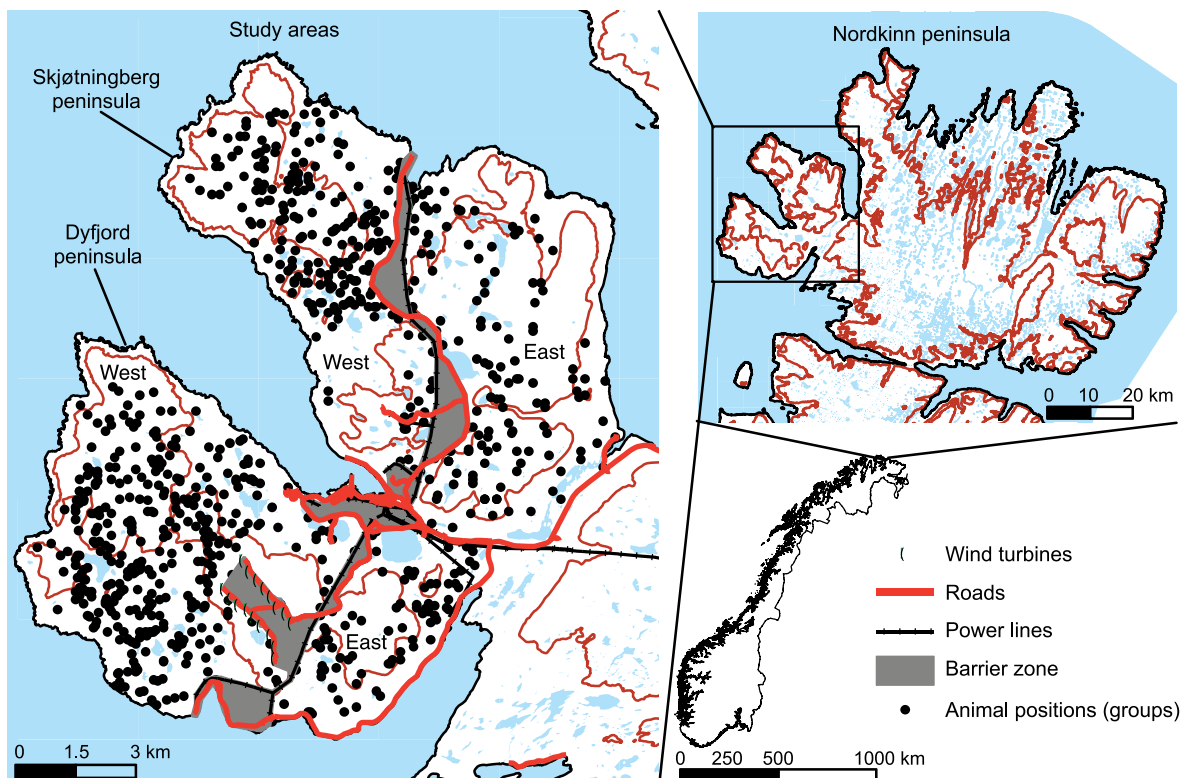 Study areas
Skjøtningberg
peninsula
Dyfjord
peninsula
West
East
West
East
0 1.5 3 km
Nordkinn peninsula
0 10 20 km
Wind turbines
Roads
Power lines
Barrier zone
Animal positions (groups)
0 250 500 1000 km